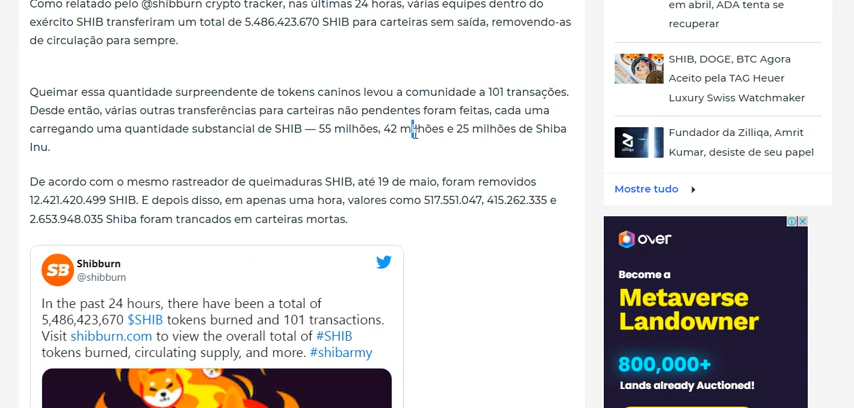 Como relatado pelo @shibburn crypto tracker, nas últimas 24 horas, várias equipes dentro do
exército SHIB transferiram um total de 5.486.423.670 SHIB para carteiras sem saída, removendo-as
de circulação para sempre.
Queimar essa quantidade surpreendente de tokens caninos levou a comunidade a 101 transações.
Desde então, várias outras transferências para carteiras não pendentes foram feitas, cada uma
carregando uma quantidade substancial de SHIB — 55 milhões, 42 milhões e 25 milhões de Shiba
Inu.
De acordo com o mesmo rastreador de queimaduras SHIB, até 19 de maio, foram removidos
12.421.420.499 SHIB. E depois disso, em apenas uma hora, valores como 517.551.047, 415.262.335 e
2.653.948.035 Shiba foram trancados em carteiras mortas.
SB
Shibburn
@shibburn
In the past 24 hours, there have been a total of
5,486,423,670 $SHIB tokens burned and 101 transactions.
Visit shibburn.com to view the overall total of #SHIB
tokens burned, circulating supply, and more. #shibarmy
em abril, ADA tenta se
recuperar
SHIB, DOGE, BTC Agora
Aceito pela TAG Heuer
Luxury Swiss Watchmaker
Fundador da Zilliqa, Amrit
Kumar, desiste de seu papel
Mostre tudo
over
Become a
Metaverse
Landowner
800,000+
Lands already Auctioned!